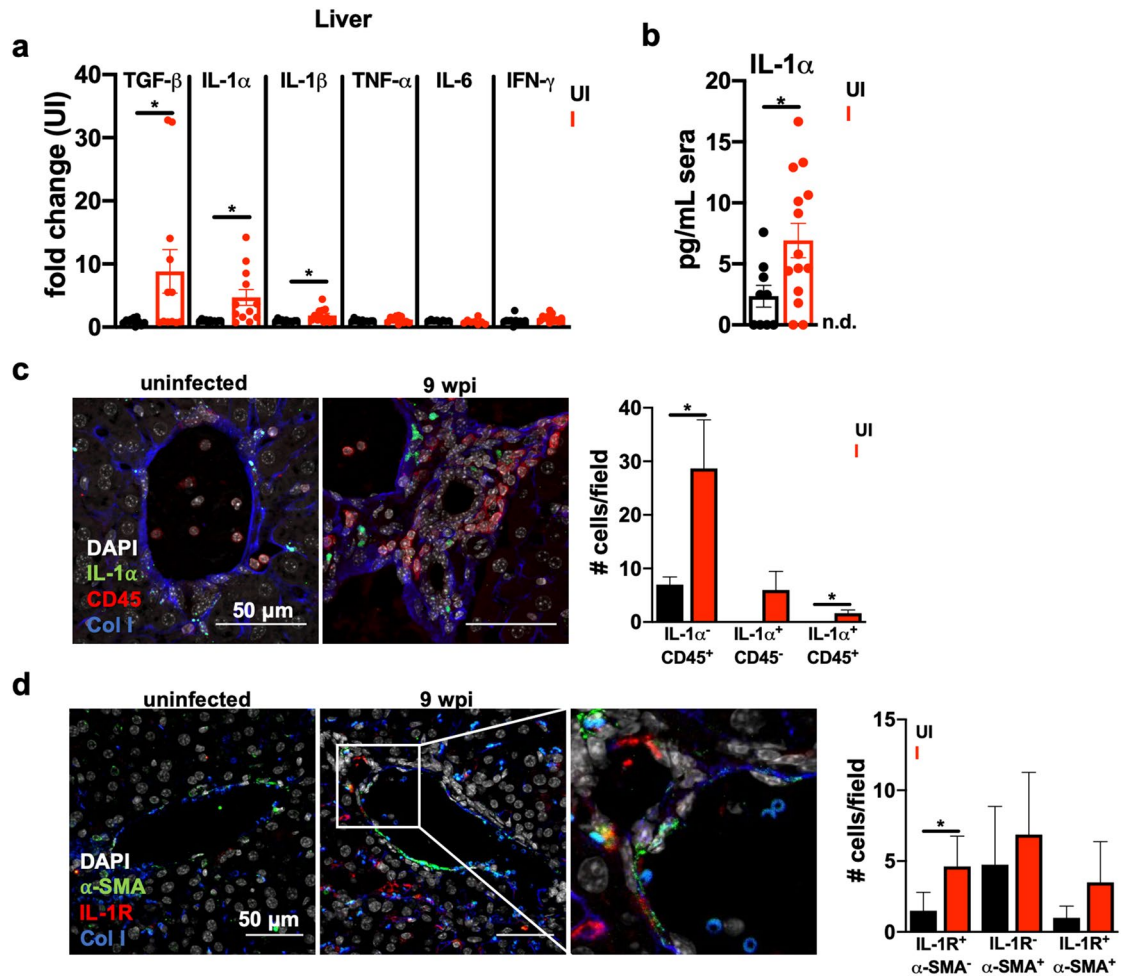 Liver
a
fold change (UI)
40
30
20
10
0
TGF-β
IL-1α
IL-1β
TNF-α
IL-6
IFN-γ
*
*
*
UI
I
b
IL-1α
pg/mL sera
20
15
10
5
0
*
n.d.
UI
I
c
uninfected
9 wpi
DAPI
IL-1α
CD45
Col I
50 μm
# cells/field
40
30
20
10
0
*
*
UI
I
IL-1α- IL-1α+ IL-1α+
CD45+ CD45- CD45+
d
uninfected
9 wpi
DAPI
α-SMA
IL-1R
Col I
50 μm
# cells/field
15
10
5
0
UI
I
*
IL-1R+ IL-1R- IL-1R+
α-SMA- α-SMA+ α-SMA+